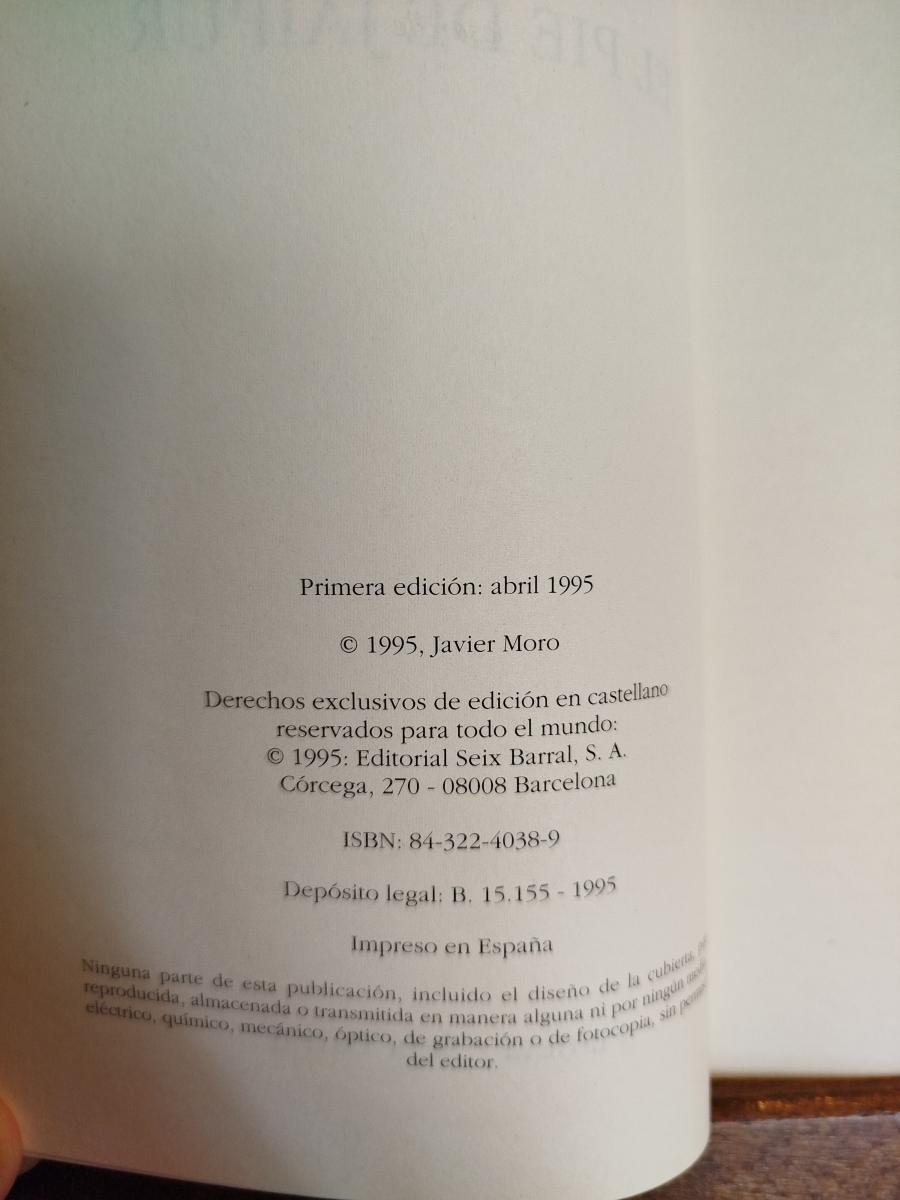 Primera edición: abril 1995
© 1995, Javier Moro
Derechos exclusivos de edición en castellano
reservados para todo el mundo:
© 1995: Editorial Seix Barral, S. A.
Córcega, 270 - 08008 Barcelona
ISBN: 84-322-4038-9
Depósito legal: B. 15.155 - 1995
Impreso en España
Ninguna parte de esta publicación, incluido el diseño de la cubierta,
reproducida, almacenada o transmitida en manera alguna ni por ningún
eléctrico, químico, mecánico, óptico, de grabación o de fotocopia, sin
del editor.